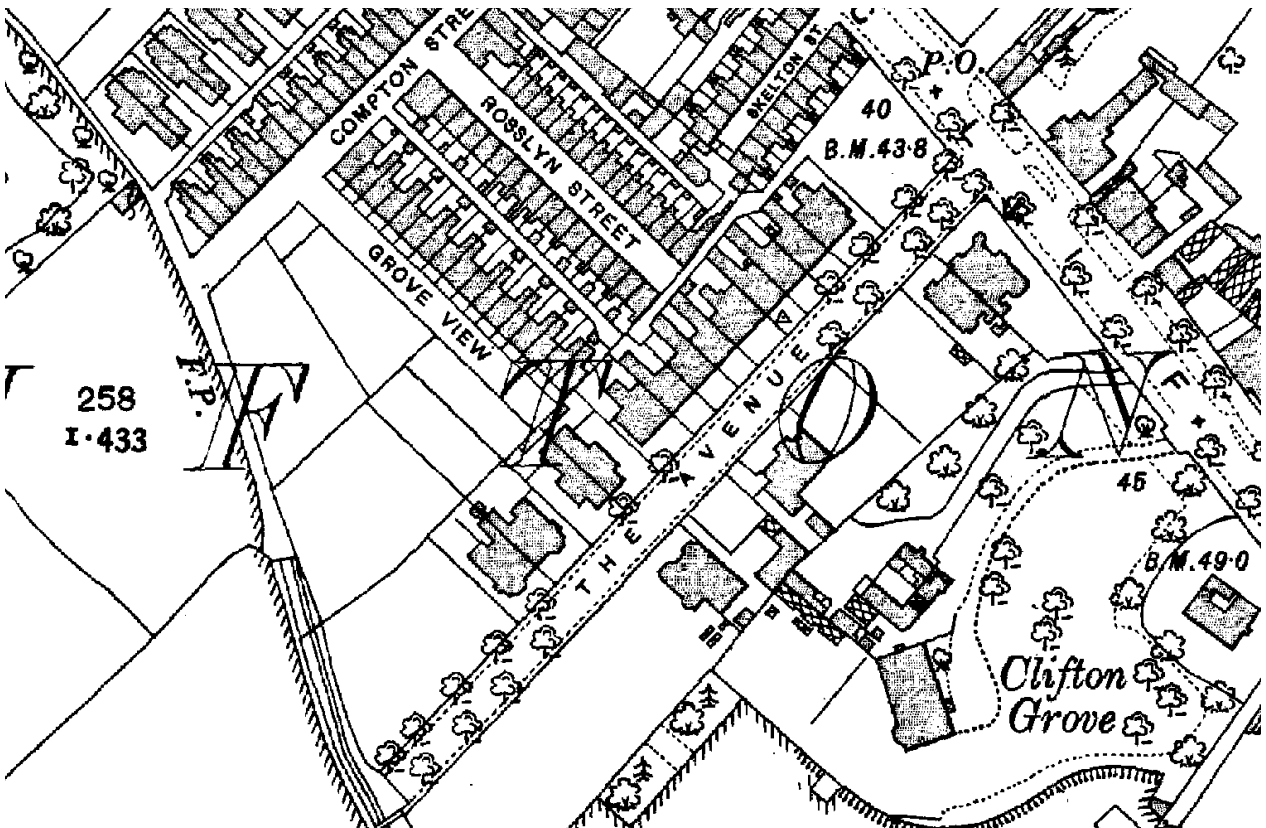 COMPTON STRE
ROSSLYN STREET
SKELTON ST.
P.O.
40
B.M.43·8
GROVE VIEW
F.P.
258
1·433
F T O N
THE AVENUE
F
45
B.M.49·0
Clifton
Grove